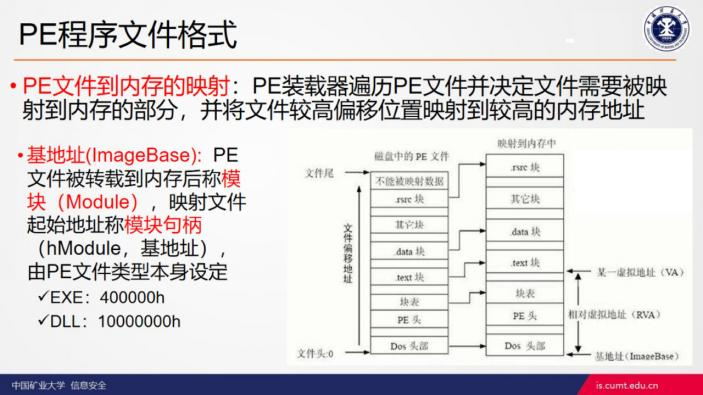 PE程序文件格式
• PE文件到内存的映射：PE装载器遍历PE文件并决定文件需要被映
射到内存的部分，并将文件较高偏移位置映射到较高的内存地址
• 基地址(ImageBase)：PE
文件被转载到内存后称模
块（Module），映射文件
起始地址称模块句柄
（hModule，基地址），
由PE文件类型本身设定
✓EXE：400000h
✓DLL：10000000h
磁盘中的 PE 文件
映射到内存中
文件尾
不能被映射数据
.rsrc 块
其它块
.data 块
.text 块
块表
PE 头
Dos 头部
文件偏移地址
文件头:0
.rsrc 块
其它块
.data 块
.text 块
块表
PE 头
Dos 头部
某一虚拟地址（VA）
相对虚拟地址（RVA）
基地址（ImageBase）
中国矿业大学 信息安全
is.cumt.edu.cn